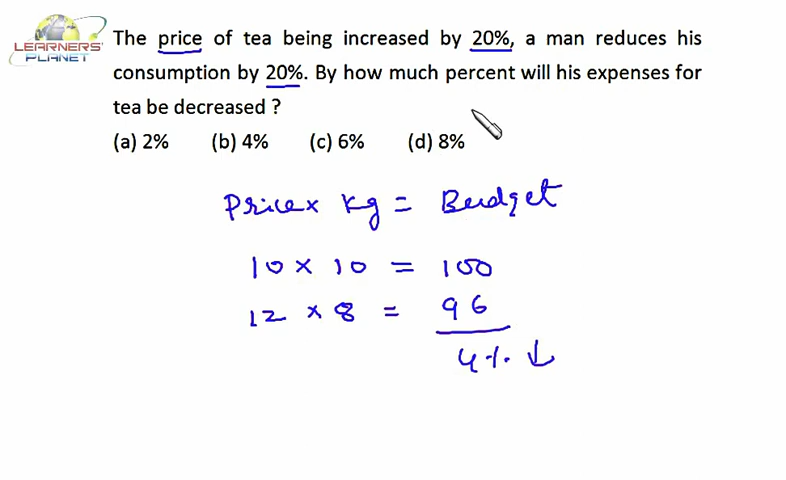 LEARNERS'
PLANET
The price of tea being increased by 20%, a man reduces his
consumption by 20%. By how much percent will his expenses for
tea be decreased ?
(a) 2% (b) 4% (c) 6% (d) 8%
Price× Kg = Budget
10 × 10 = 100
12 × 8 = 96
4% ↓